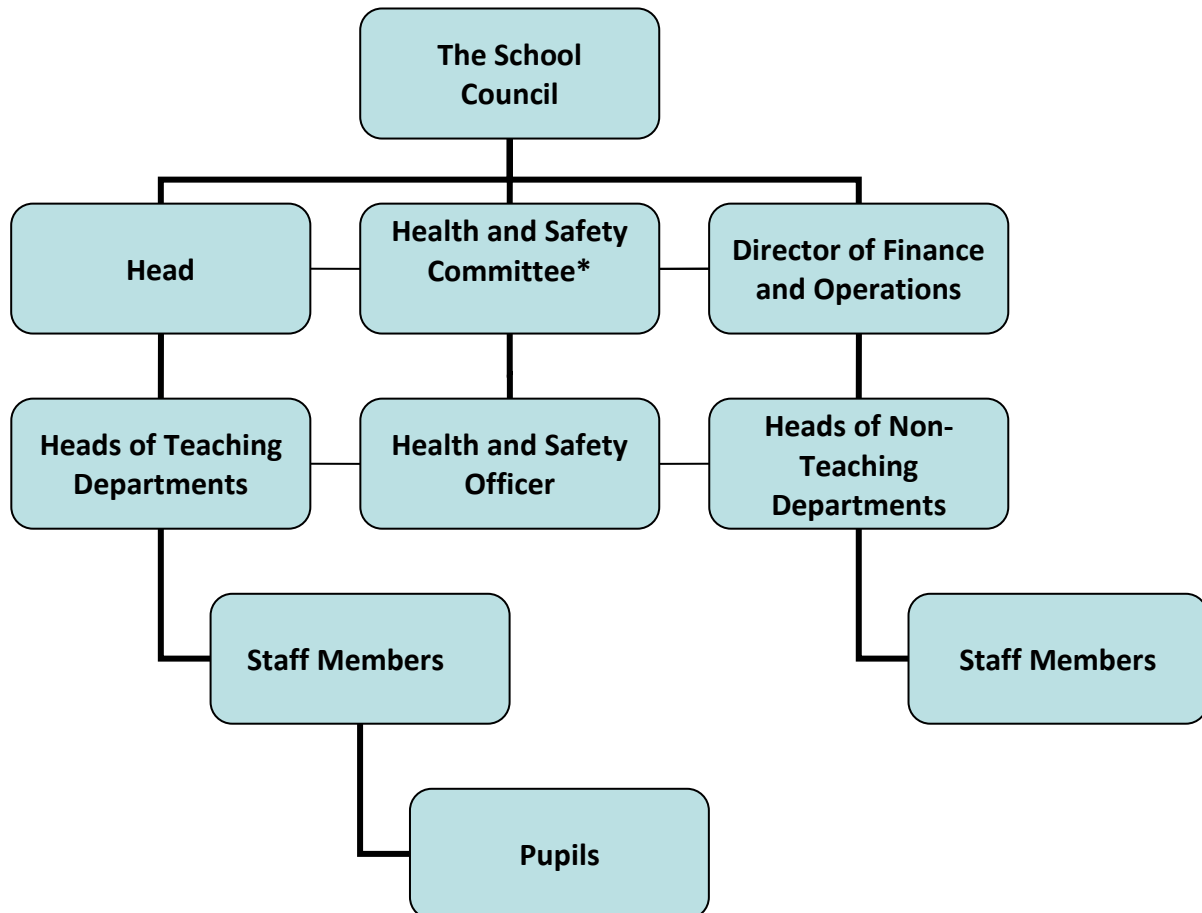 The School
Council
Head
Health and Safety
Committee*
Director of Finance
and Operations
Heads of Teaching
Departments
Health and Safety
Officer
Heads of Non-
Teaching
Departments
Staff Members
Staff Members
Pupils